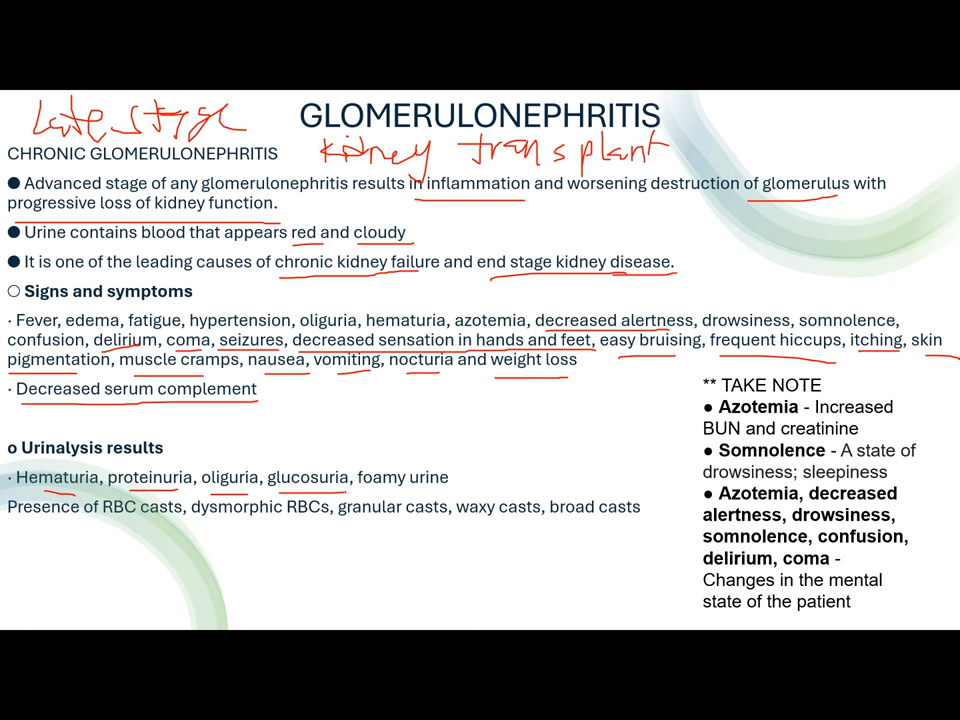 Late stage
GLOMERULONEPHRITIS
kidney transplant
CHRONIC GLOMERULONEPHRITIS
● Advanced stage of any glomerulonephritis results in inflammation and worsening destruction of glomerulus with
progressive loss of kidney function.
● Urine contains blood that appears red and cloudy
● It is one of the leading causes of chronic kidney failure and end stage kidney disease.
○ Signs and symptoms
· Fever, edema, fatigue, hypertension, oliguria, hematuria, azotemia, decreased alertness, drowsiness, somnolence,
confusion, delirium, coma, seizures, decreased sensation in hands and feet, easy bruising, frequent hiccups, itching, skin
pigmentation, muscle cramps, nausea, vomiting, nocturia and weight loss
· Decreased serum complement
o Urinalysis results
· Hematuria, proteinuria, oliguria, glucosuria, foamy urine
Presence of RBC casts, dysmorphic RBCs, granular casts, waxy casts, broad casts
** TAKE NOTE
● Azotemia - Increased
BUN and creatinine
● Somnolence - A state of
drowsiness; sleepiness
● Azotemia, decreased
alertness, drowsiness,
somnolence, confusion,
delirium, coma -
Changes in the mental
state of the patient